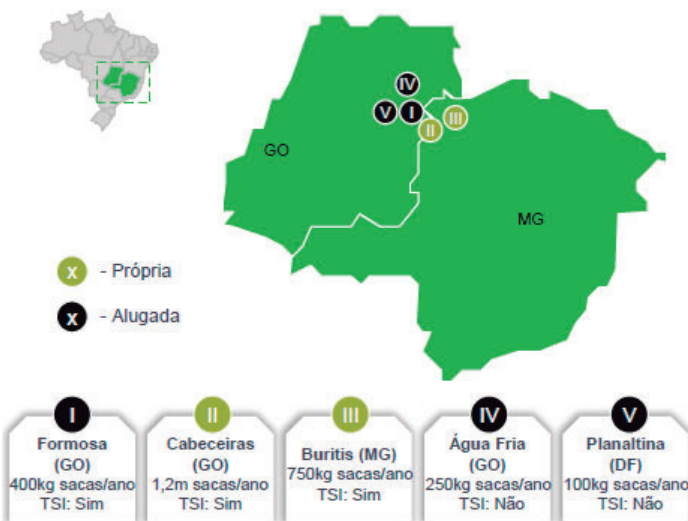 IV
V
I
III
II
GO
MG
x - Própria
x - Alugada
I
Formosa
(GO)
400kg sacas/ano
TSI: Sim
II
Cabeceiras
(GO)
1,2m sacas/ano
TSI: Sim
III
Buritis (MG)
750kg sacas/ano
TSI: Sim
IV
Água Fria
(GO)
250kg sacas/ano
TSI: Não
V
Planaltina
(DF)
100kg sacas/ano
TSI: Não